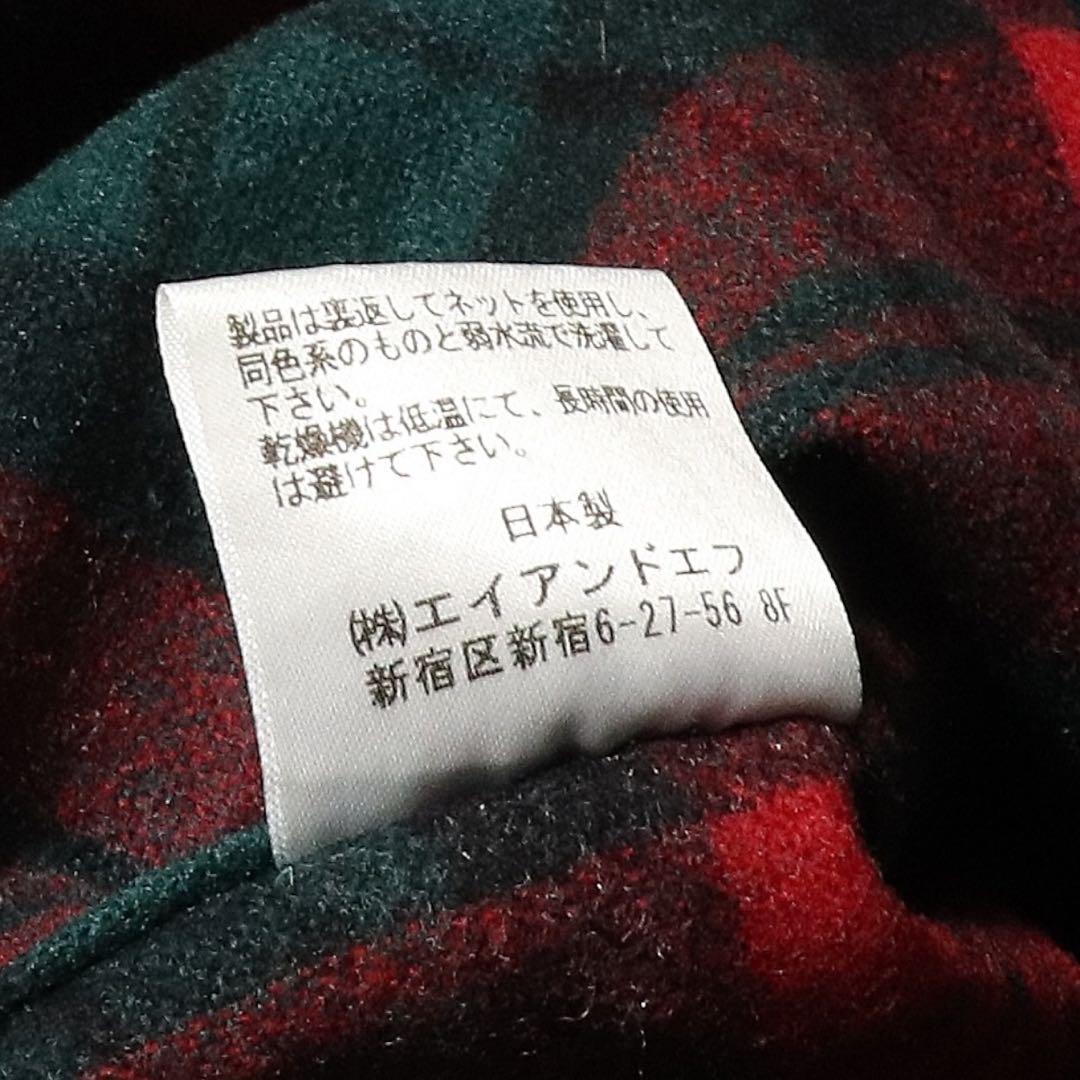 製品は裏返してネットを使用し、
同色系のものと弱水流で洗濯して
下さい。
乾燥機は低温にて、長時間の使用
は避けて下さい。
日本製
(株)エイアンドエフ
新宿区新宿6-27-56 8F